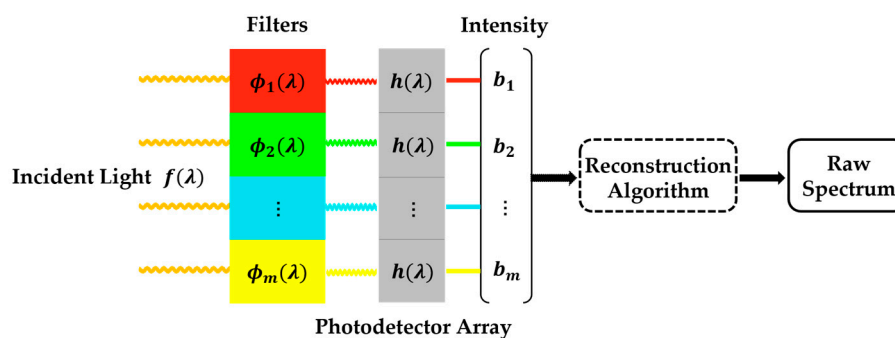 Filters
Intensity
Incident Light f(λ)
ϕ₁(λ)
h(λ)
b₁
ϕ₂(λ)
h(λ)
b₂
⋮
⋮
⋮
ϕₘ(λ)
h(λ)
bₘ
Reconstruction
Algorithm
Raw
Spectrum
Photodetector Array